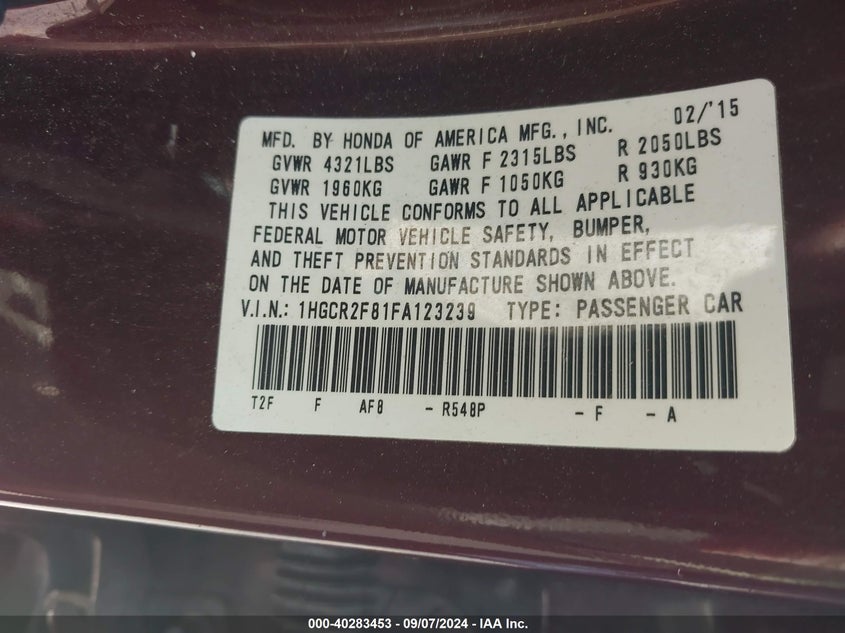 02/'15
MFD. BY HONDA OF AMERICA MFG., INC.
GVWR 4321LBS GAWR F 2315LBS R 2050LBS
GVWR 1960KG GAWR F 1050KG R 930KG
THIS VEHICLE CONFORMS TO ALL APPLICABLE
FEDERAL MOTOR VEHICLE SAFETY, BUMPER,
AND THEFT PREVENTION STANDARDS IN EFFECT
ON THE DATE OF MANUFACTURE SHOWN ABOVE.
V.I.N.: 1HGCR2F81FA123239 TYPE: PASSENGER CAR
T2F F AF8 - R548P - F - A
000-40283453 - 09/07/2024 - IAA Inc.